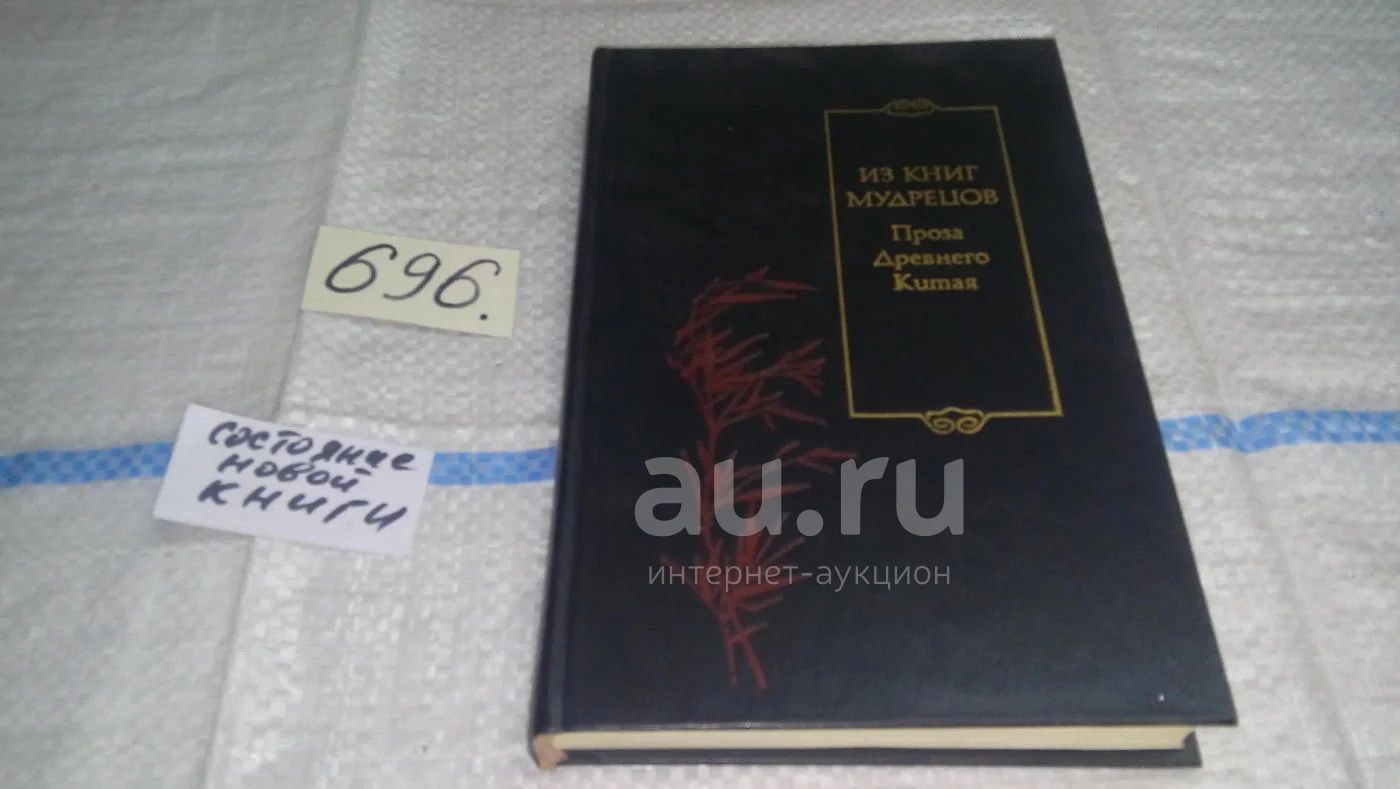 696.
состояние
новой
книги
ИЗ КНИГ
МУДРЕЦОВ
Проза
Древнего
Китая
au.ru
интернет-аукцион